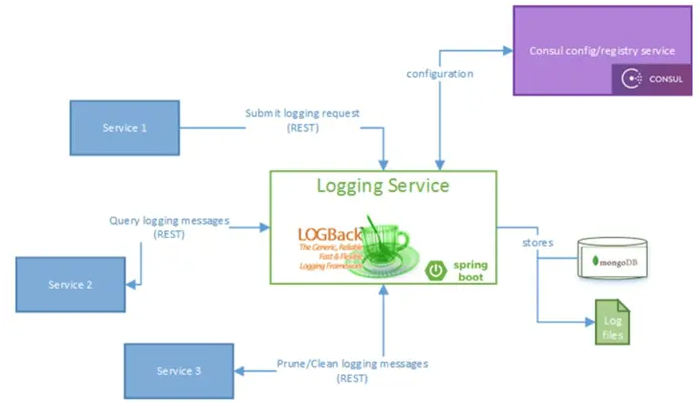 Consul config/registry service
CONSUL
configuration
Submit logging request
(REST)
Service 1
Logging Service
LOGBack
The Generic, Reliable
Fast & Flexible
Logging Framework
spring
boot
Query logging messages
(REST)
stores
mongoDB
Service 2
Log
files
Service 3
Prune/Clean logging messages
(REST)